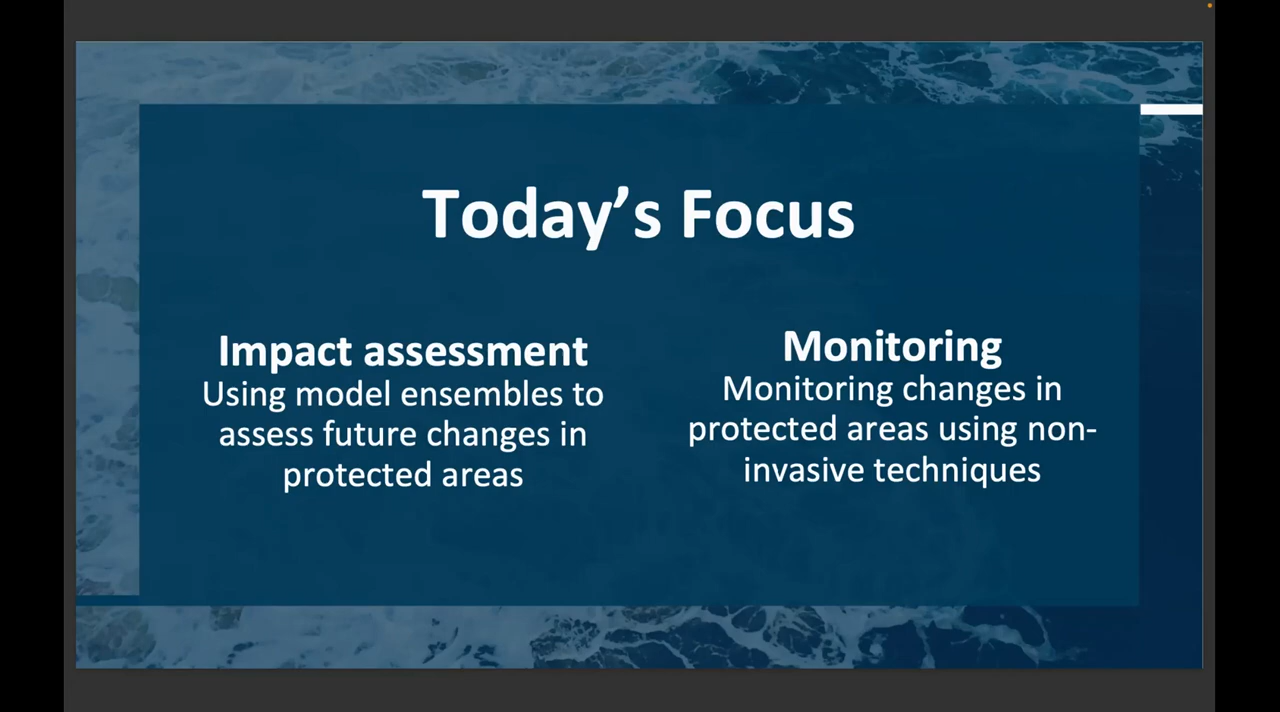 Today’s Focus
Impact assessment
Using model ensembles to
assess future changes in
protected areas
Monitoring
Monitoring changes in
protected areas using non-
invasive techniques